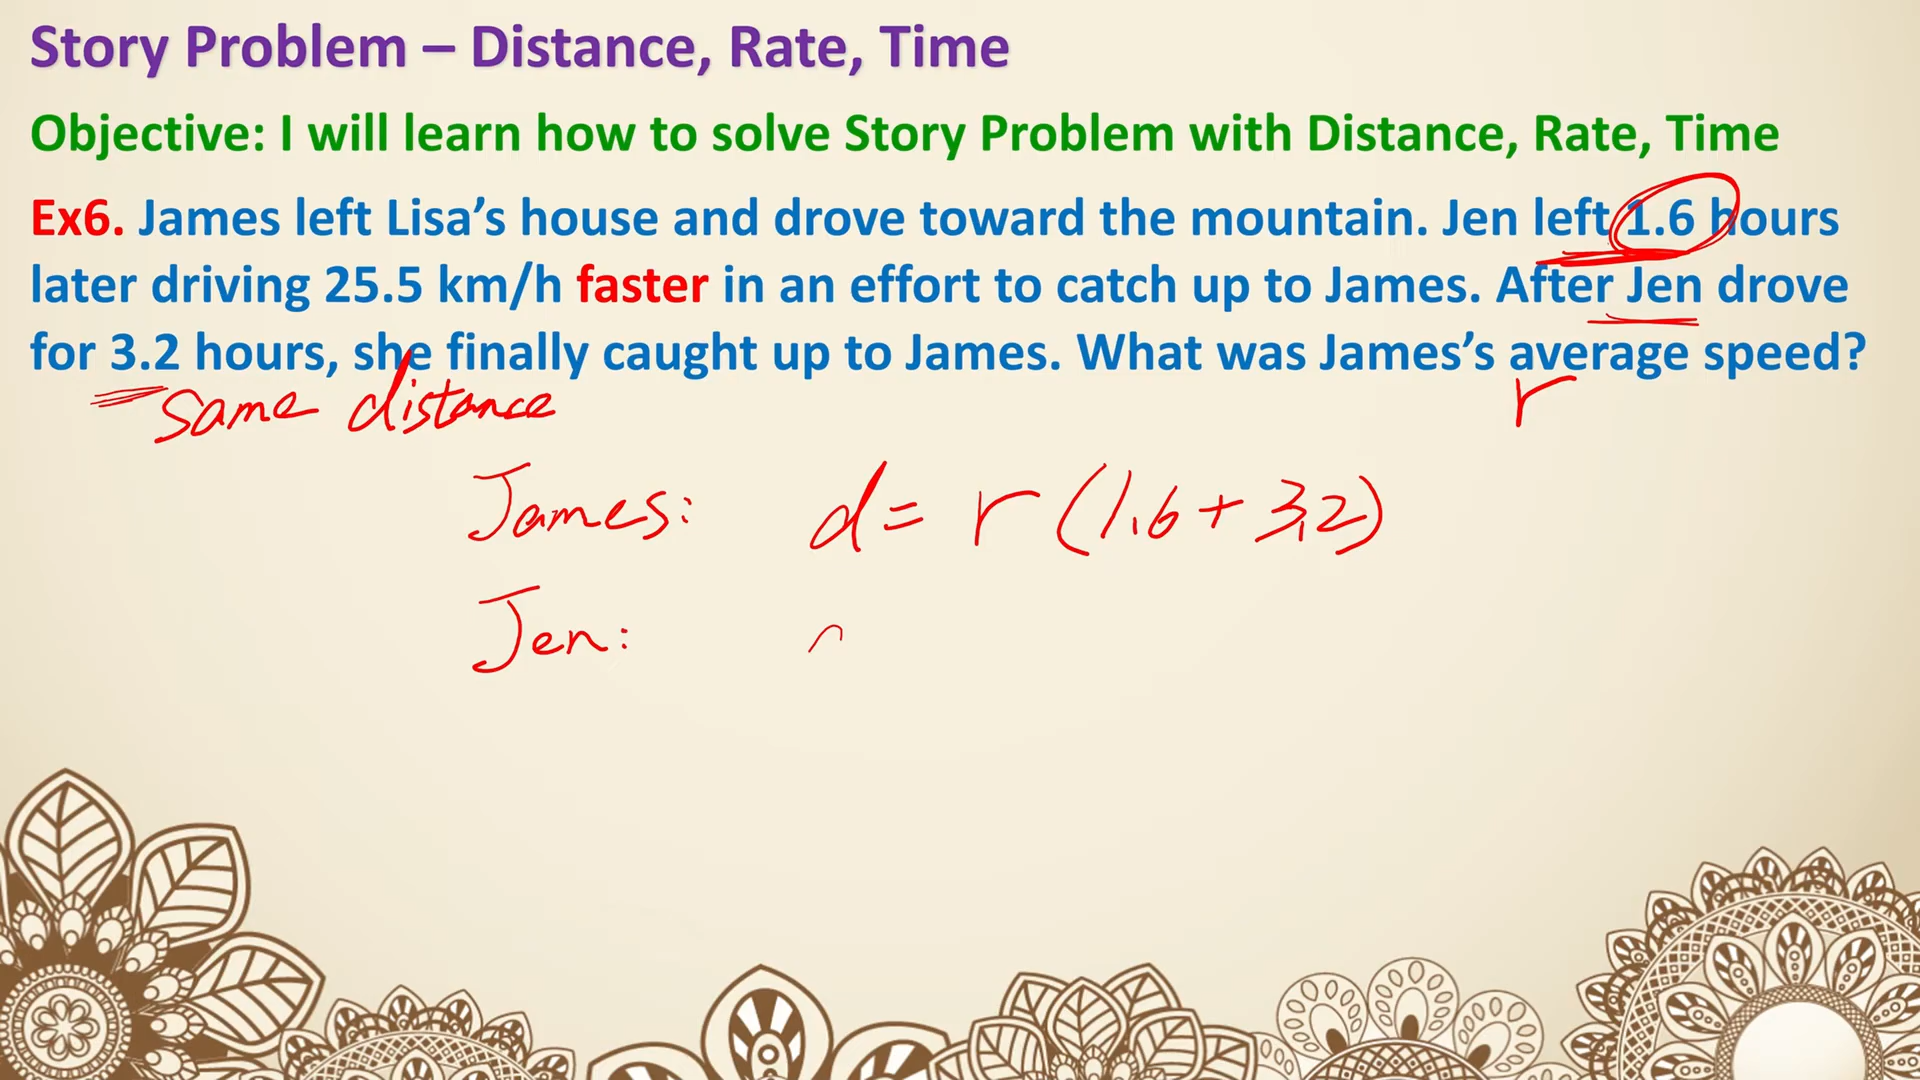 Story Problem – Distance, Rate, Time
Objective: I will learn how to solve Story Problem with Distance, Rate, Time
Ex6. James left Lisa’s house and drove toward the mountain. Jen left 1.6 hours
later driving 25.5 km/h faster in an effort to catch up to James. After Jen drove
for 3.2 hours, she finally caught up to James. What was James’s average speed?
same distance
r
James: d = r (1.6 + 3.2)
Jen: